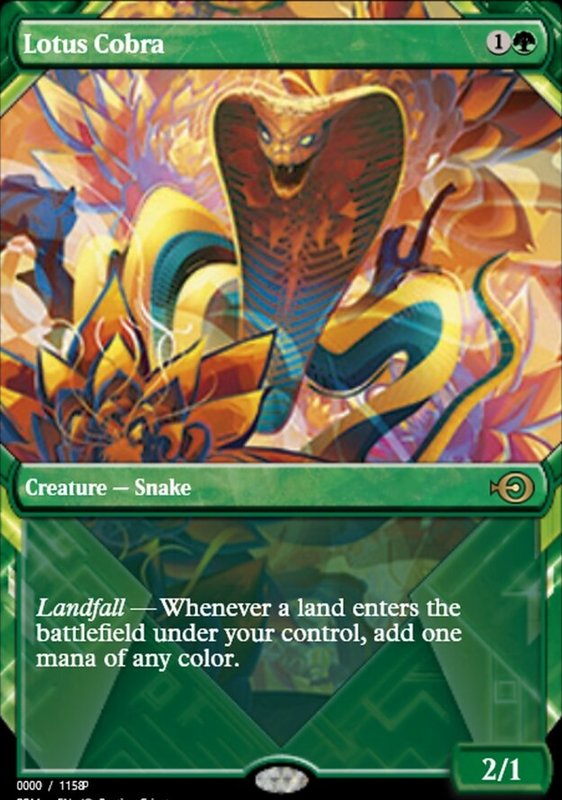 Lotus Cobra 1
Creature — Snake
Landfall — Whenever a land enters the
battlefield under your control, add one
mana of any color.
2/1
0000 / 1158P